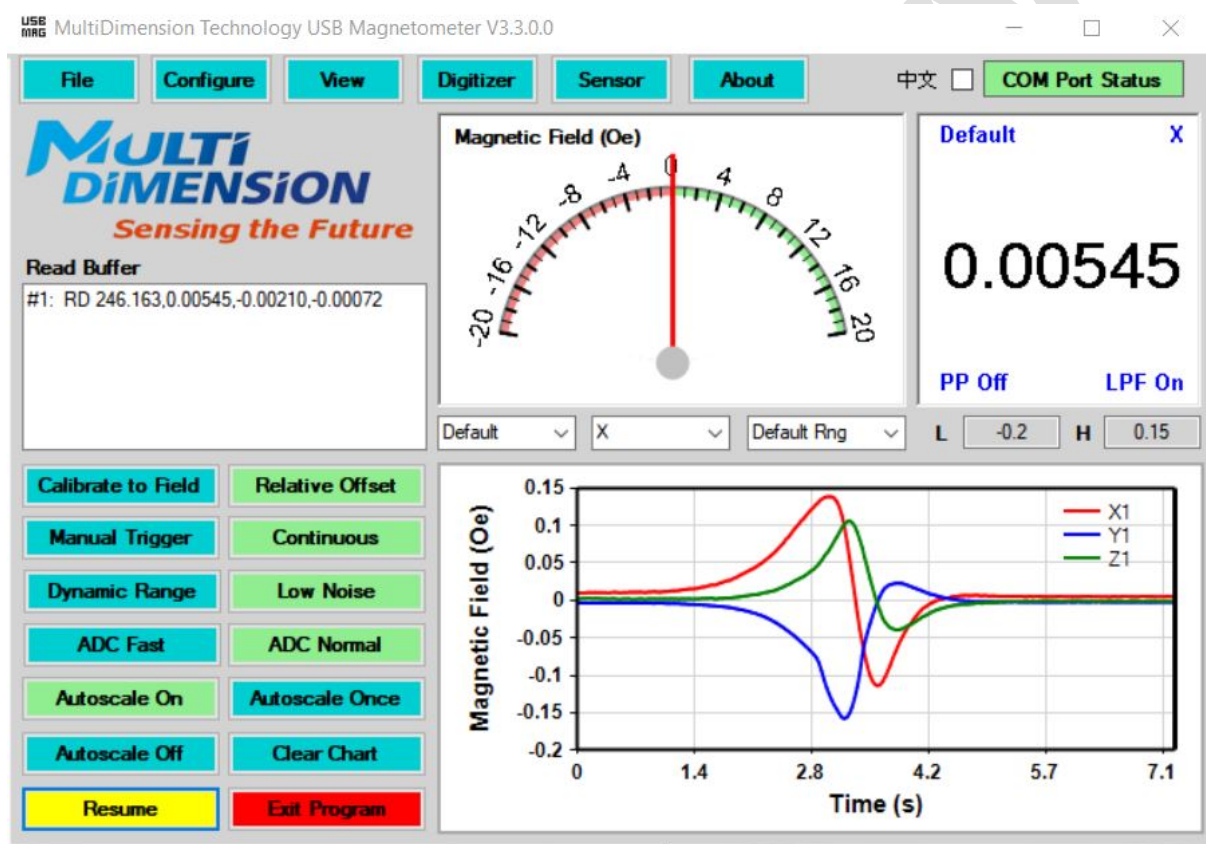 USB MAG MultiDimension Technology USB Magnetometer V3.3.0.0
File Configure View Digitizer Sensor About 中文 COM Port Status
MULTI
DiMENSiON
Sensing the Future
Read Buffer
#1: RD 246.163,0.00545,-0.00210,-0.00072
Magnetic Field (Oe)
-20 -16 -12 -8 -4 0 4 8 12 16 20
Default X
0.00545
PP Off LPF On
Default X Default Rng L -0.2 H 0.15
Calibrate to Field Relative Offset
Manual Trigger Continuous
Dynamic Range Low Noise
ADC Fast ADC Normal
Autoscale On Autoscale Once
Autoscale Off Clear Chart
Resume Exit Program
Magnetic Field (Oe)
0.15
0.1
0.05
0
-0.05
-0.1
-0.15
-0.2
X1
Y1
Z1
0 1.4 2.8 4.2 5.7 7.1
Time (s)